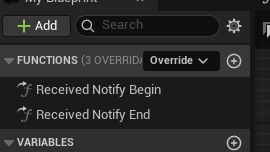 My Blueprint
Add
Search
FUNCTIONS (3 OVERRIDA
Override
Received Notify Begin
Received Notify End
VARIABLES